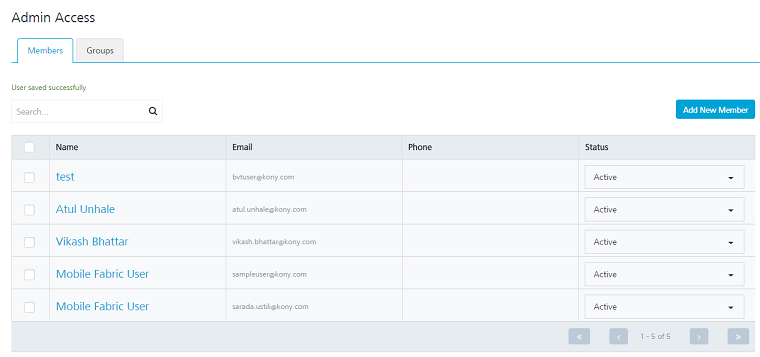 Admin Access
Members Groups
User saved successfully
Search...
Add New Member
Name Email Phone Status
test bvtuser@kony.com Active
Atul Unhale atul.unhale@kony.com Active
Vikash Bhattar vikash.bhattar@kony.com Active
Mobile Fabric User sampleuser@kony.com Active
Mobile Fabric User sarada.ustik@kony.com Active
« ‹ 1 - 5 of 5 › »